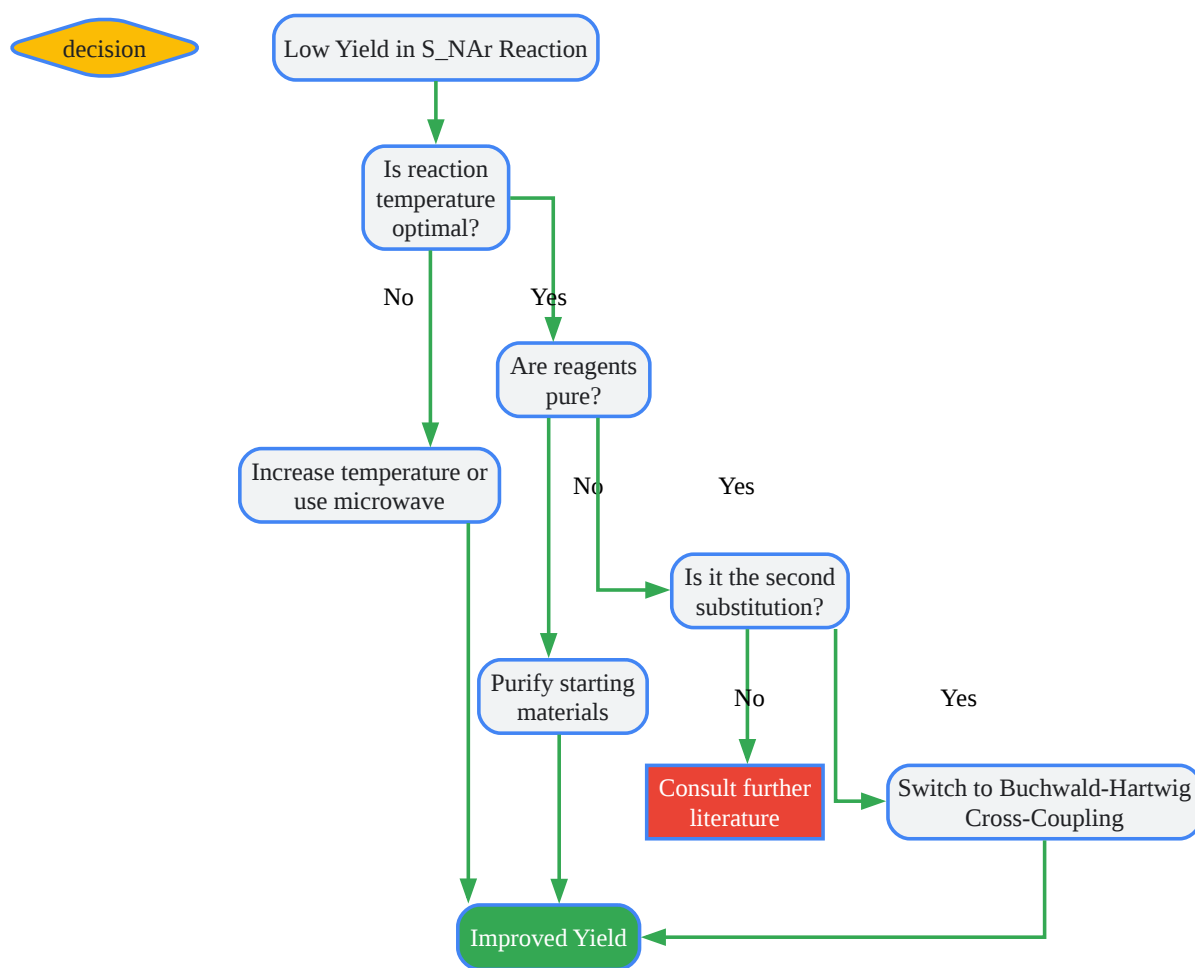 decision
Low Yield in S_NAr Reaction
Is reaction
temperature
optimal?
No
Yes
Are reagents
pure?
Increase temperature or
use microwave
No
Yes
Is it the second
substitution?
Purify starting
materials
No
Yes
Consult further
literature
Switch to Buchwald-Hartwig
Cross-Coupling
Improved Yield